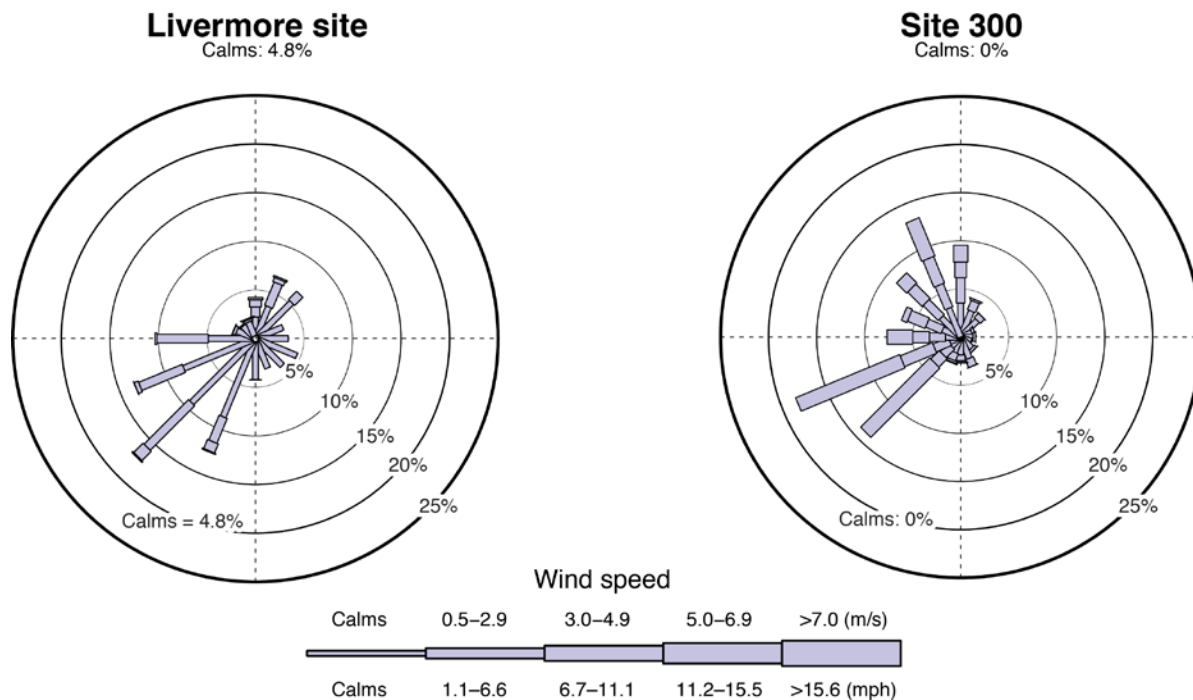 Livermore site
Calms: 4.8%
5%
10%
15%
20%
25%
Calms = 4.8%
Site 300
Calms: 0%
5%
10%
15%
20%
25%
Calms: 0%
Wind speed
Calms 0.5–2.9 3.0–4.9 5.0–6.9 >7.0 (m/s)
Calms 1.1–6.6 6.7–11.1 11.2–15.5 >15.6 (mph)